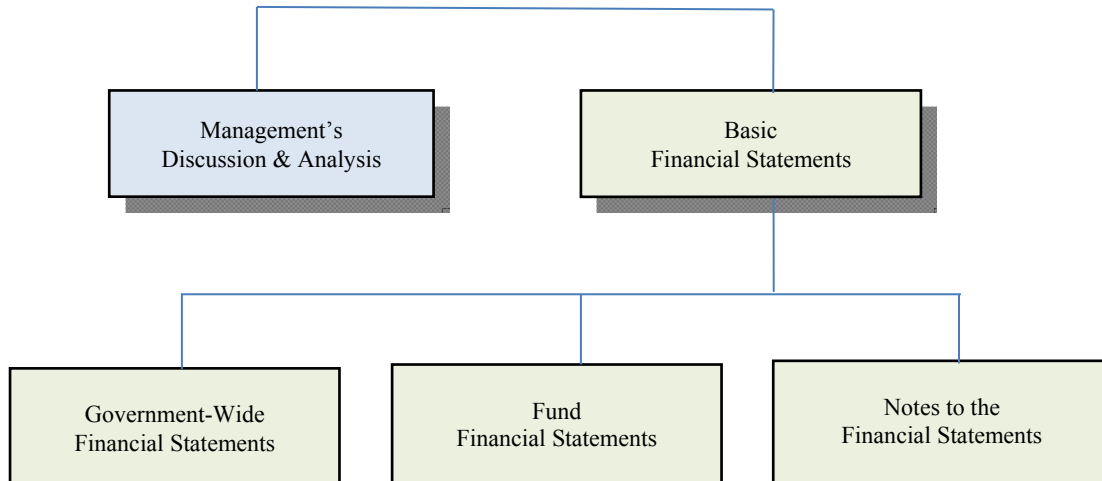 Management’s
Discussion & Analysis
Basic
Financial Statements
Government-Wide
Financial Statements
Fund
Financial Statements
Notes to the
Financial Statements